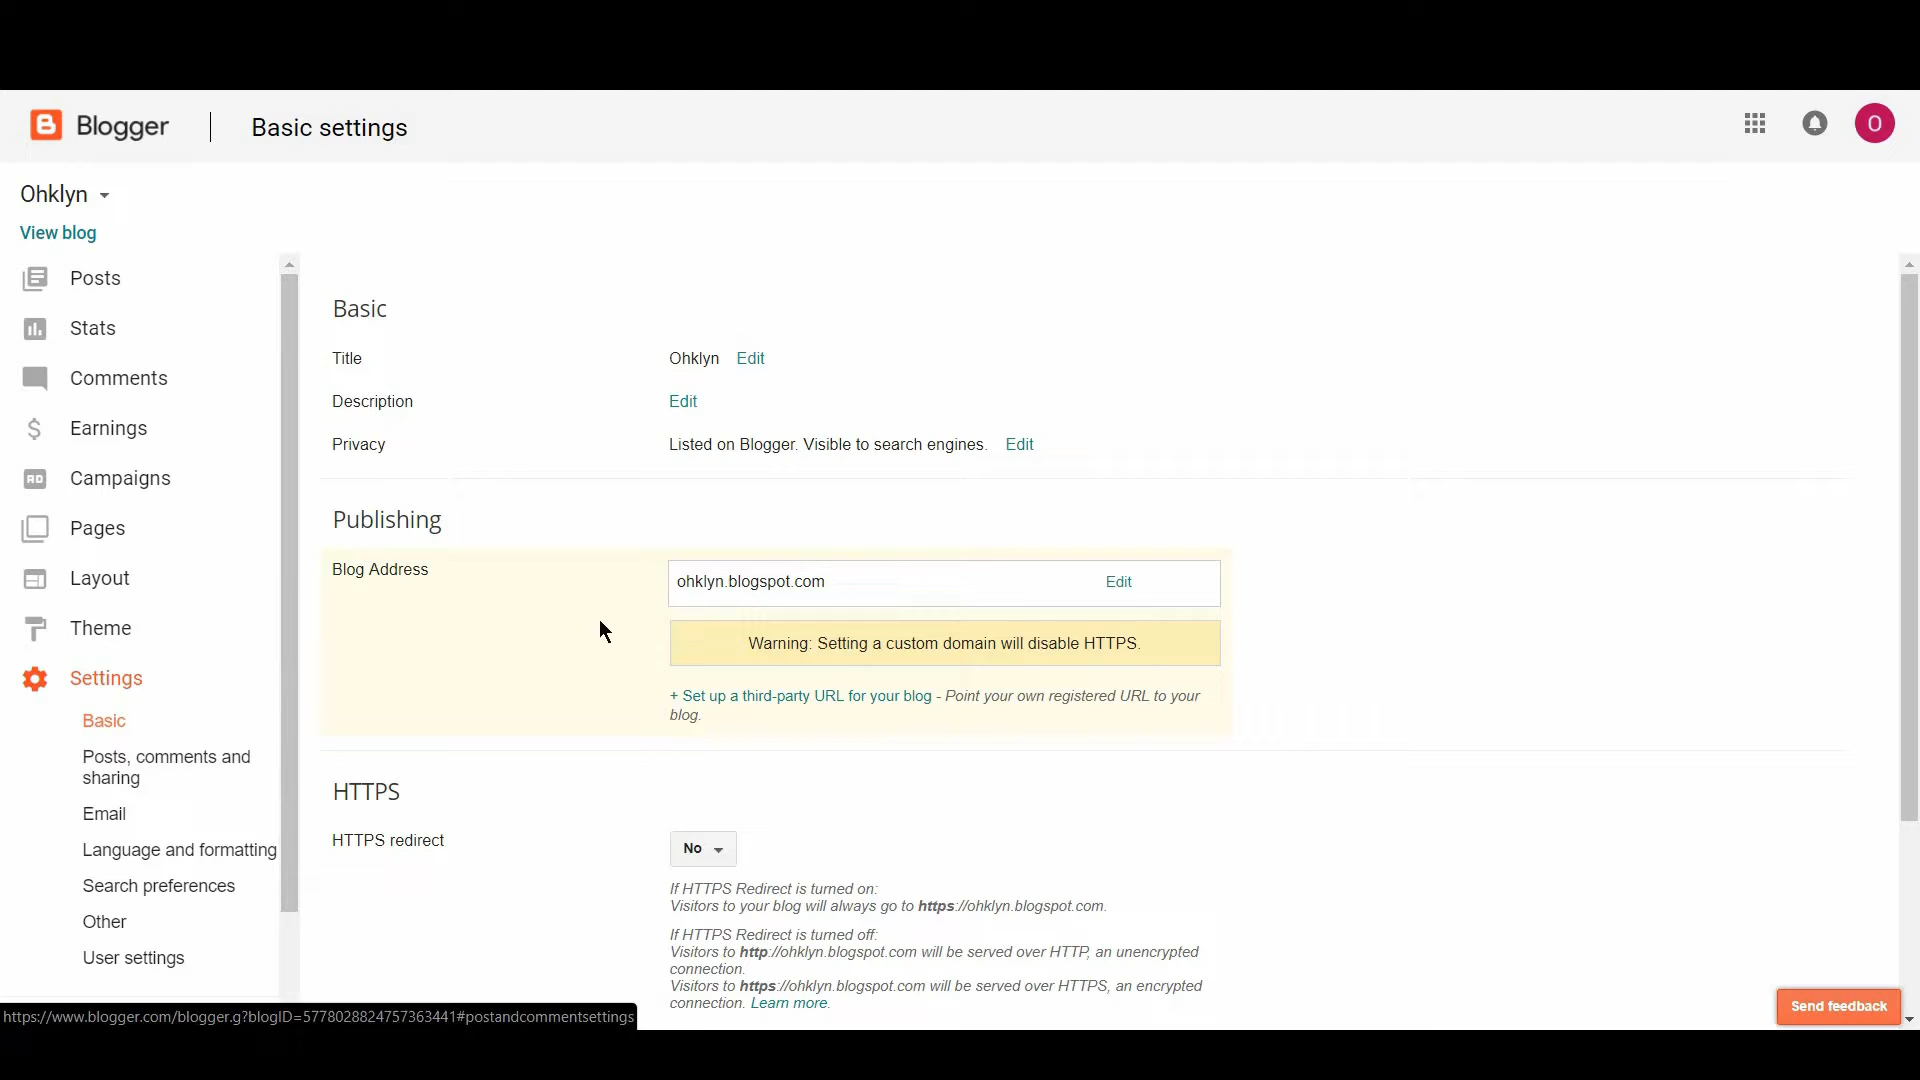 Blogger
Basic settings
O
Ohklyn
View blog
Posts
Stats
Comments
Earnings
AD
Campaigns
Pages
Layout
Theme
Settings
Basic
Posts, comments and
sharing
Email
Language and formatting
Search preferences
Other
User settings
Basic
Title Ohklyn Edit
Description Edit
Privacy Listed on Blogger. Visible to search engines. Edit
Publishing
Blog Address ohklyn.blogspot.com Edit
Warning: Setting a custom domain will disable HTTPS.
+ Set up a third-party URL for your blog - Point your own registered URL to your
blog.
HTTPS
HTTPS redirect No
If HTTPS Redirect is turned on:
Visitors to your blog will always go to https://ohklyn.blogspot.com.
If HTTPS Redirect is turned off:
Visitors to http://ohklyn.blogspot.com will be served over HTTP, an unencrypted
connection.
Visitors to https://ohklyn.blogspot.com will be served over HTTPS, an encrypted
connection. Learn more.
Send feedback
https://www.blogger.com/blogger.g?blogID=5778028824757363441#postandcommentsettings